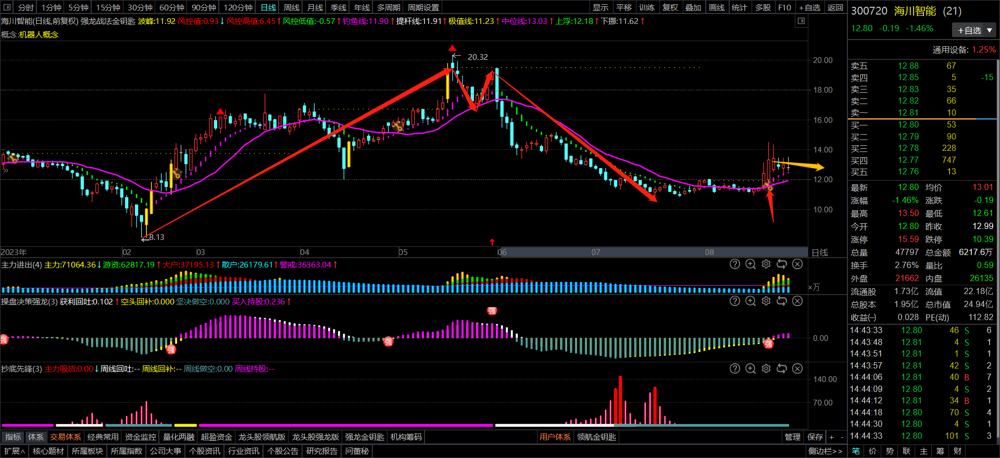 分时 1分钟 5分钟 15分钟 30分钟 60分钟 90分钟 120分钟 日线 周线 月线 季线 年线 多周期 周期设置 显示 平移 训练 复权 叠加 画线 统计 多股 F10 +自选 返回
300720 海川智能 (21)
12.80 -0.19 -1.46% +自选 ▼
海川智能(日线,前复权) 强龙战法金钥匙 波峰:11.92 风控值:0.93↓ 风控高值:6.45↑ 风控低值:-0.57↑ 钓鱼线:11.90↑ 提杆线:11.91↑ 极值线:11.23↑ 中位线:13.03↑ 上浮:12.18↑ 下挪:11.62↑
概念:机器人概念
通用设备: 1.25%
20.32
8.13
20.00
18.00
16.00
14.00
12.00
10.00
2023年 02 03 04 05 06 07 08 日线
主力进出(4) 主力:71064.36↓ 游资:62817.19↑ 大户:37195.13↑ 散户:26179.61↑ 警戒:36363.04↑
×万
操盘决策强龙(3) 获利回吐:0.102↑ 空头回补:0.000 坚决做空:0.000 买入持股:0.236↑
强
强
强
强
强
0.00
抄底先锋(3) 主力吸货:0.00↓ 周线回吐:-- 周线回补:-- 周线做空:0.00 周线持股:--
140.00
70.00
卖五 12.88 67
卖四 12.85 5 -15
卖三 12.83 35
卖二 12.82 66
卖一 12.81 10
买一 12.80 53
买二 12.79 90
买三 12.78 228
买四 12.77 747
买五 12.76 13
最新 12.80 均价 13.01
涨幅 -1.46% 涨跌 -0.19
最高 13.50 最低 12.61
今开 12.80 昨收 12.99
涨停 15.59 跌停 10.39
总量 47797 总金额 6217.6万
换手 2.76% 量比 0.59
外盘 21662 内盘 26135
流通股 1.73亿 流值 22.18亿
总股本 1.95亿 总市值 24.94亿
收益(一) 0.028 PE(动) 112.82
14:43:33 12.80 46 S 6
14:43:48 12.81 4 S 1
14:43:51 12.81 1 S 1
14:43:57 12.81 42 S 2
14:44:06 12.81 40 B 7
14:44:09 12.80 4 S 2
14:44:12 12.81 34 B 1
14:44:18 12.80 70 S 4
14:44:30 12.80 4 S 1
14:44:33 12.80 101 S 3
指标 体系 交易体系 经典常用 资金监控 量化两融 超盈资金 龙头股领航版 龙头股强龙版 强龙金钥匙 机构筹码 用户体系 领航金钥匙 管理 保存 + -
扩展∧ 核心题材 所属板块 所属指数 公司大事 个股资讯 行业资讯 个股公告 研究报告 问董秘 侧边栏>> 笔 价 势 联 主 筹 财